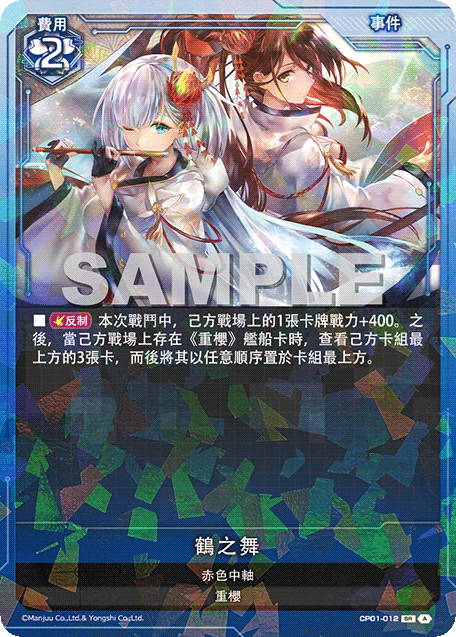 費用
事件
2
SAMPLE
■ 反制 本次戰鬥中，己方戰場上的1張卡牌戰力+400。之
後，當己方戰場上存在《重櫻》艦船卡時，查看己方卡組最
上方的3張卡，而後將其以任意順序置於卡組最上方。
鶴之舞
赤色中軸
重櫻
©Manjuu Co.,Ltd.& Yongshi Co.,Ltd. CP01-012 SR A